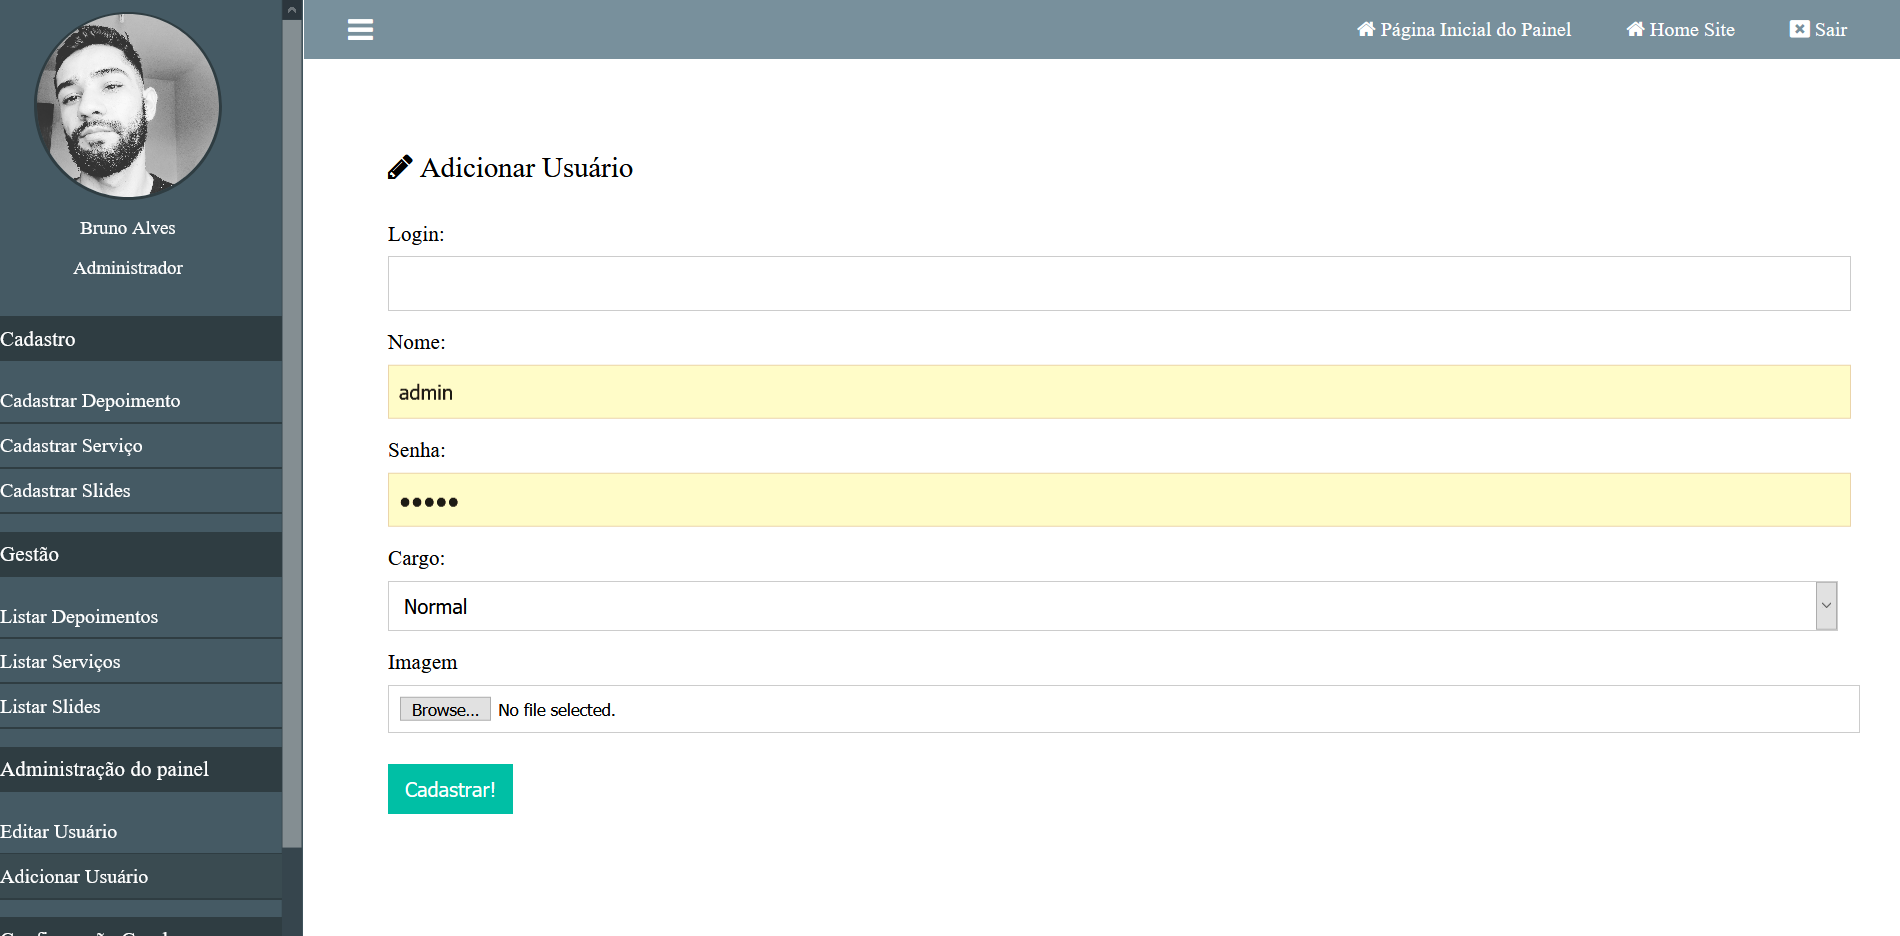 Página Inicial do Painel
Home Site
Sair
Bruno Alves
Administrador
Cadastro
Cadastrar Depoimento
Cadastrar Serviço
Cadastrar Slides
Gestão
Listar Depoimentos
Listar Serviços
Listar Slides
Administração do painel
Editar Usuário
Adicionar Usuário
Adicionar Usuário
Login:
Nome:
admin
Senha:
Cargo:
Normal
Imagem
Browse... No file selected.
Cadastrar!